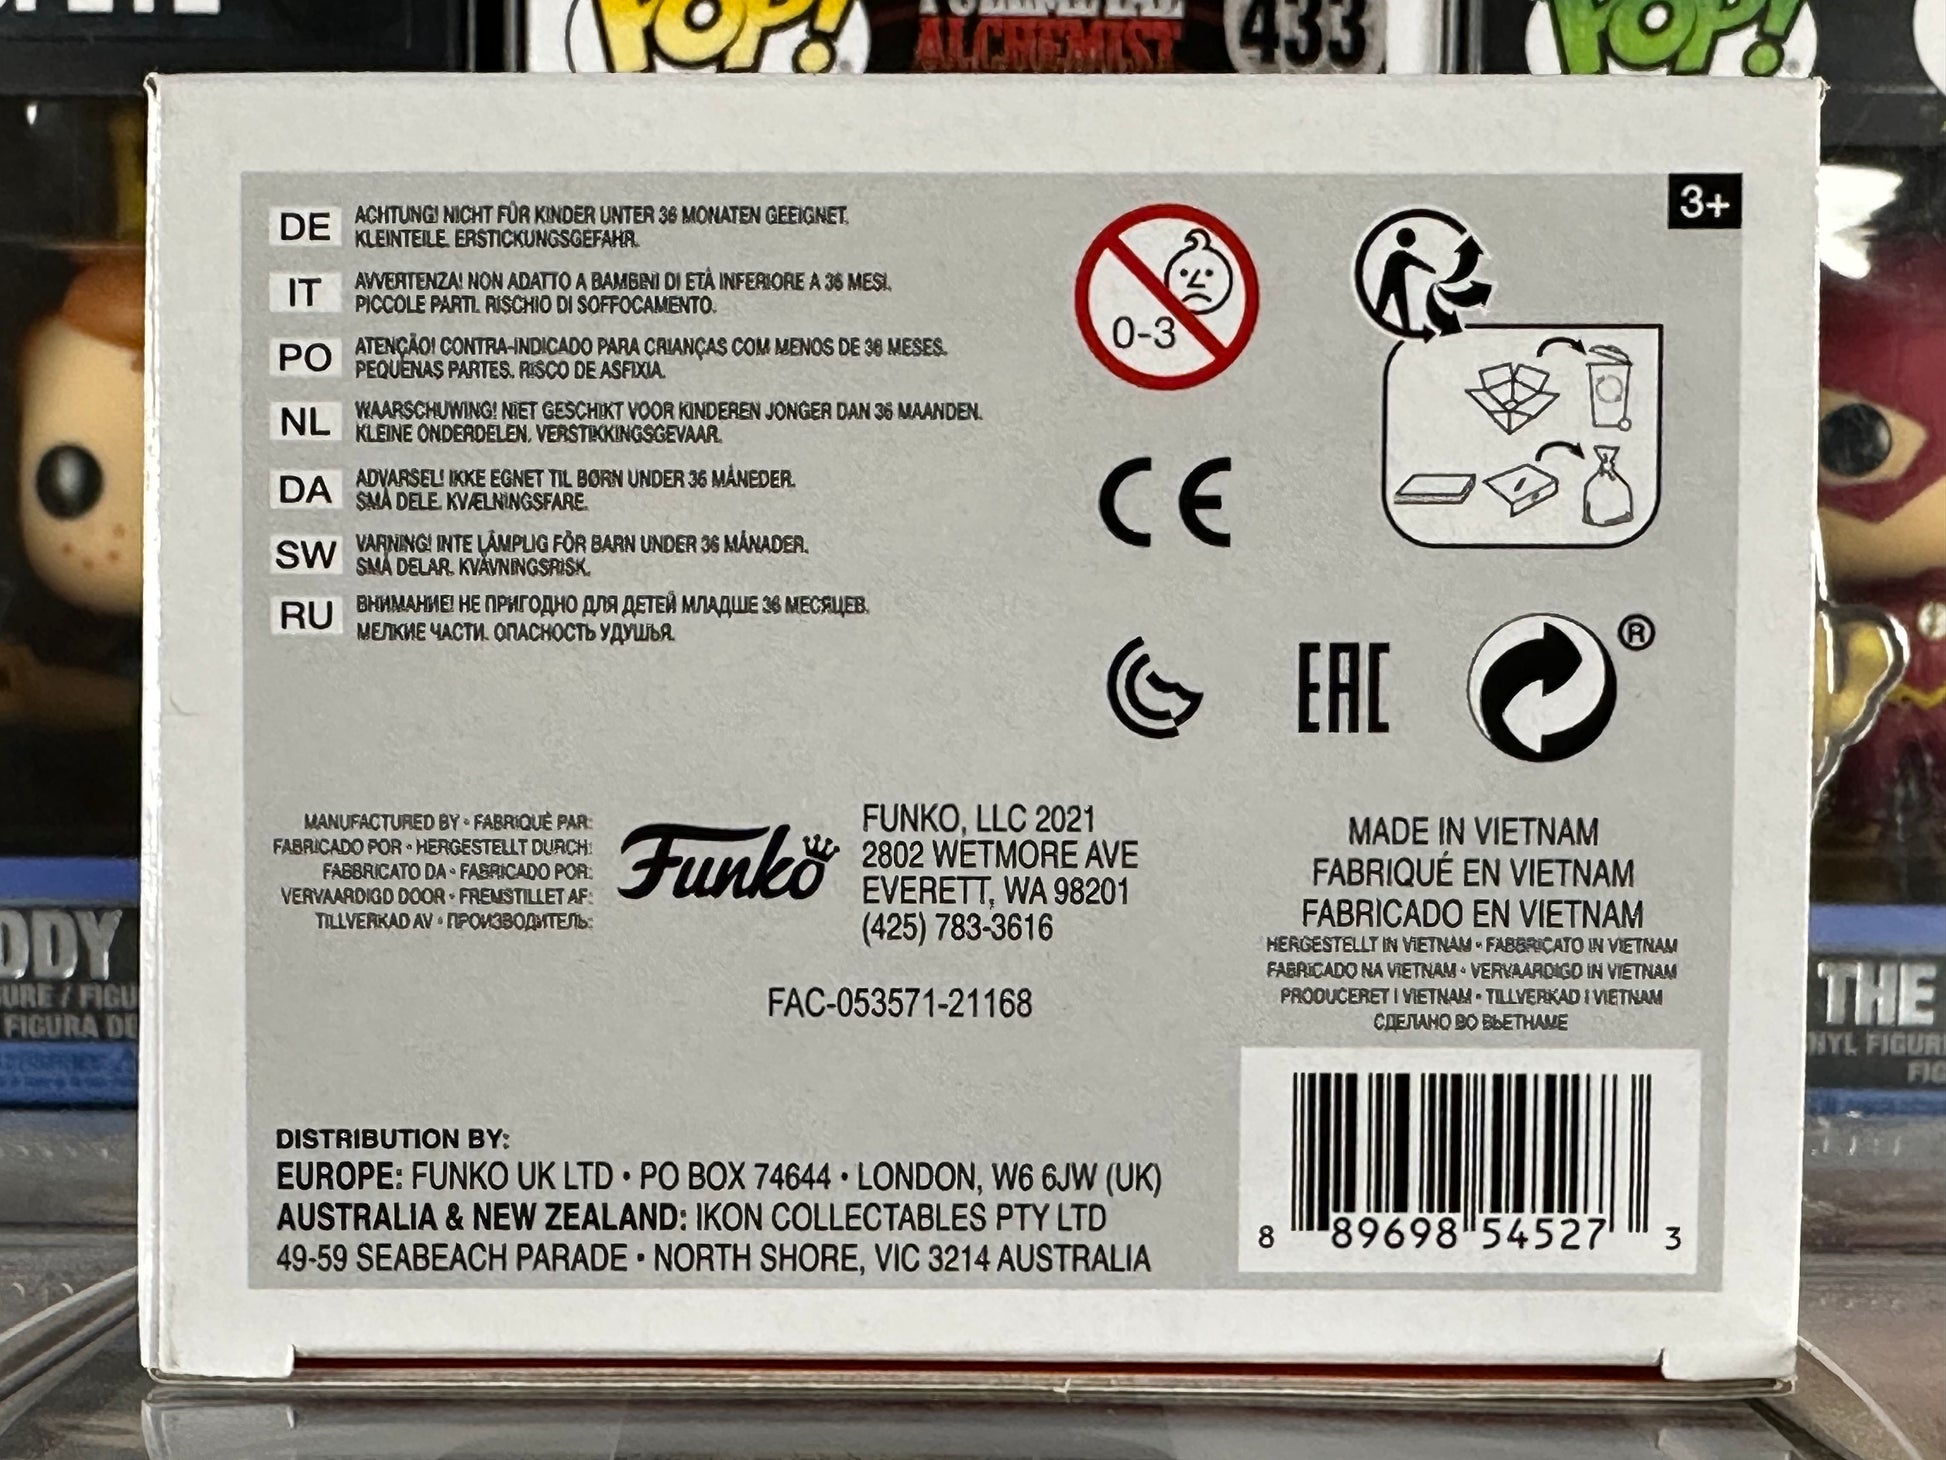 POP!
FULLMETAL
ALCHEMIST
433
POP!
3+
DE
ACHTUNG! NICHT FÜR KINDER UNTER 36 MONATEN GEEIGNET.
KLEINTEILE. ERSTICKUNGSGEFAHR.
IT
AVVERTENZA! NON ADATTO A BAMBINI DI ETÀ INFERIORE A 36 MESI.
PICCOLE PARTI. RISCHIO DI SOFFOCAMENTO.
PO
ATENÇÃO! CONTRA-INDICADO PARA CRIANÇAS COM MENOS DE 36 MESES.
PEQUENAS PARTES. RISCO DE ASFIXIA.
NL
WAARSCHUWING! NIET GESCHIKT VOOR KINDEREN JONGER DAN 36 MAANDEN.
KLEINE ONDERDELEN. VERSTIKKINGSGEVAAR.
DA
ADVARSEL! IKKE EGNET TIL BØRN UNDER 36 MÅNEDER.
SMÅ DELE. KVÆLNINGSFARE.
SW
VARNING! INTE LÄMPLIG FÖR BARN UNDER 36 MÅNADER.
SMÅ DELAR. KVÄVNINGSRISK.
RU
ВНИМАНИЕ! НЕ ПРИГОДНО ДЛЯ ДЕТЕЙ МЛАДШЕ 36 МЕСЯЦЕВ.
МЕЛКИЕ ЧАСТИ. ОПАСНОСТЬ УДУШЬЯ.
0-3
CE
EAC
®
MANUFACTURED BY • FABRIQUÉ PAR:
FABRICADO POR • HERGESTELLT DURCH:
FABBRICATO DA • FABRICADO POR:
VERVAARDIGD DOOR • FREMSTILLET AF:
TILLVERKAD AV • ПРОИЗВОДИТЕЛЬ:
Funko
FUNKO, LLC 2021
2802 WETMORE AVE
EVERETT, WA 98201
(425) 783-3616
FAC-053571-21168
MADE IN VIETNAM
FABRIQUÉ EN VIETNAM
FABRICADO EN VIETNAM
HERGESTELLT IN VIETNAM • FABBRICATO IN VIETNAM
FABRICADO NA VIETNAM • VERVAARDIGD IN VIETNAM
PRODUCERET I VIETNAM • TILLVERKAD I VIETNAM
СДЕЛАНО ВО ВЬЕТНАМЕ
DISTRIBUTION BY:
EUROPE: FUNKO UK LTD • PO BOX 74644 • LONDON, W6 6JW (UK)
AUSTRALIA & NEW ZEALAND: IKON COLLECTABLES PTY LTD
49-59 SEABEACH PARADE • NORTH SHORE, VIC 3214 AUSTRALIA
8 89698 54527 3
DDY
URE / FIGU
FIGURA DE
THE
NYL FIGUR
FIG